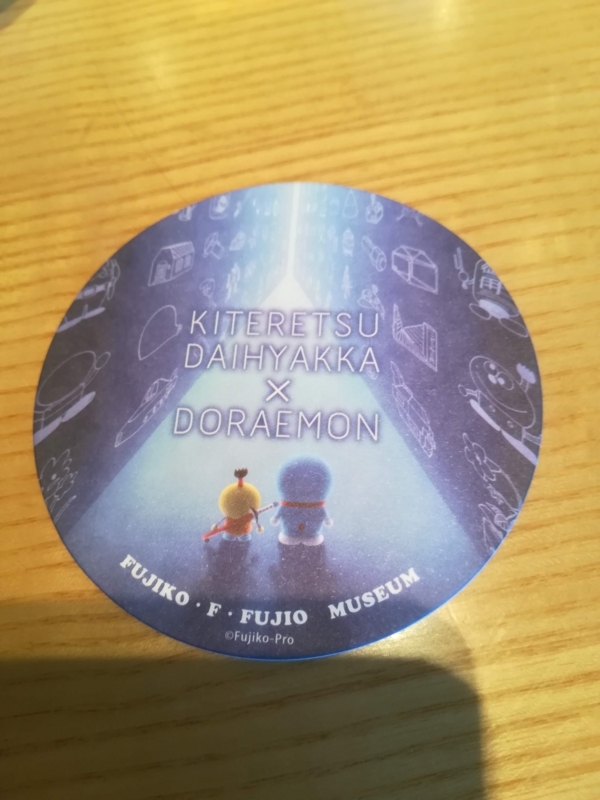 KITERETSU
DAIHYAKKA
×
DORAEMON
FUJIKO・F・FUJIO MUSEUM
©Fujiko-Pro